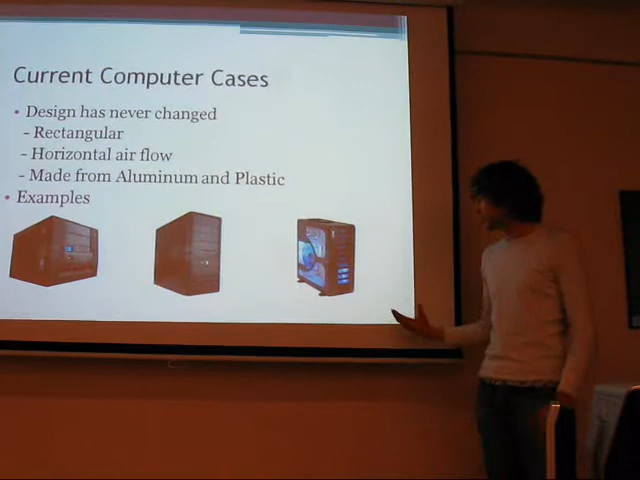 Current Computer Cases
• Design has never changed
- Rectangular
- Horizontal air flow
- Made from Aluminum and Plastic
• Examples